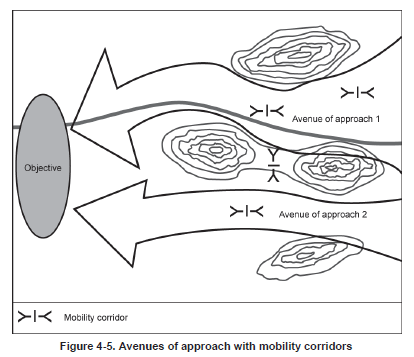 Avenue of approach 1
Objective
Avenue of approach 2
Mobility corridor
Figure 4-5. Avenues of approach with mobility corridors